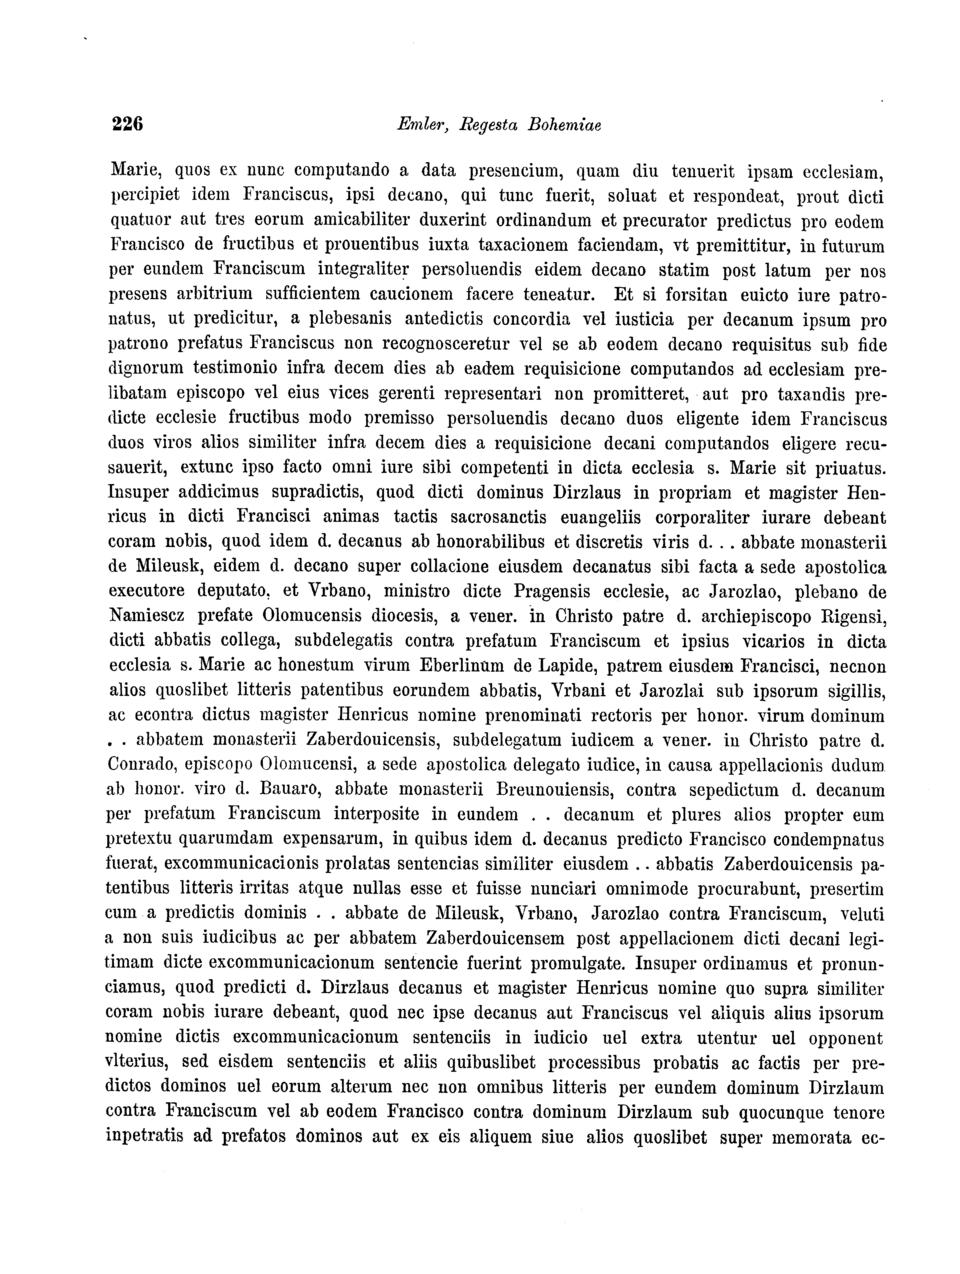 226 Emler, Regesta Bohemiae
Marie, quos ex nunc computando a data presencium, quam diu tenuerit ipsam ecclesiam,
percipiet idem Franciscus, ipsi decano, qui tunc fuerit, soluat et respondeat, prout dicti
quatuor aut tres eorum amicabiliter duxerint ordinandum et precurator predictus pro eodem
Francisco de fructibus et prouentibus iuxta taxacionem faciendam, vt premittitur, in futurum
per eundem Franciscum integraliter persoluendis eidem decano statim post latum per nos
presens arbitrium sufficientem caucionem facere teneatur. Et si forsitan euicto iure patro-
natus, ut predicitur, a plebesanis antedictis concordia vel iusticia per decanum ipsum pro
patrono prefatus Franciscus non recognosceretur vel se ab eodem decano requisitus sub fide
dignorum testimonio infra decem dies ab eadem requisicione computandos ad ecclesiam pre-
libatam episcopo vel eius vices gerenti representari non promitteret, aut pro taxandis pre-
dicte ecclesie fructibus modo premisso persoluendis decano duos eligente idem Franciscus
duos viros alios similiter infra decem dies a requisicione decani computandos eligere recu-
sauerit, extunc ipso facto omni iure sibi competenti in dicta ecclesia s. Marie sit priuatus.
Insuper addicimus supradictis, quod dicti dominus Dirzlaus in propriam et magister Hen-
ricus in dicti Francisci animas tactis sacrosanctis euangeliis corporaliter iurare debeant
coram nobis, quod idem d. decanus ab honorabilibus et discretis viris d. . . abbate monasterii
de Mileusk, eidem d. decano super collacione eiusdem decanatus sibi facta a sede apostolica
executore deputato, et Vrbano, ministro dicte Pragensis ecclesie, ac Jarozlao, plebano de
Namiescz prefate Olomucensis diocesis, a vener. in Christo patre d. archiepiscopo Rigensi,
dicti abbatis collega, subdelegatis contra prefatum Franciscum et ipsius vicarios in dicta
ecclesia s. Marie ac honestum virum Eberlinum de Lapide, patrem eiusdem Francisci, necnon
alios quoslibet litteris patentibus eorundem abbatis, Vrbani et Jarozlai sub ipsorum sigillis,
ac econtra dictus magister Henricus nomine prenominati rectoris per honor. virum dominum
. . abbatem monasterii Zaberdouicensis, subdelegatum iudicem a vener. in Christo patre d.
Conrado, episcopo Olomucensi, a sede apostolica delegato iudice, in causa appellacionis dudum
ab honor. viro d. Bauaro, abbate monasterii Breunouiensis, contra sepedictum d. decanum
per prefatum Franciscum interposite in eundem . . decanum et plures alios propter eum
pretextu quarumdam expensarum, in quibus idem d. decanus predicto Francisco condempnatus
fuerat, excommunicacionis prolatas sentencias similiter eiusdem . . abbatis Zaberdouicensis pa-
tentibus litteris irritas atque nullas esse et fuisse nunciari omnimode procurabunt, presertim
cum a predictis dominis . . abbate de Mileusk, Vrbano, Jarozlao contra Franciscum, veluti
a non suis iudicibus ac per abbatem Zaberdouicensem post appellacionem dicti decani legi-
timam dicte excommunicacionum sentencie fuerint promulgate. Insuper ordinamus et pronun-
ciamus, quod predicti d. Dirzlaus decanus et magister Henricus nomine quo supra similiter
coram nobis iurare debeant, quod nec ipse decanus aut Franciscus vel aliquis alius ipsorum
nomine dictis excommunicacionum sentenciis in iudicio uel extra utentur uel opponent
vlterius, sed eisdem sentenciis et aliis quibuslibet processibus probatis ac factis per pre-
dictos dominos uel eorum alterum nec non omnibus litteris per eundem dominum Dirzlaum
contra Franciscum vel ab eodem Francisco contra dominum Dirzlaum sub quocunque tenore
inpetratis ad prefatos dominos aut ex eis aliquem siue alios quoslibet super memorata ec-